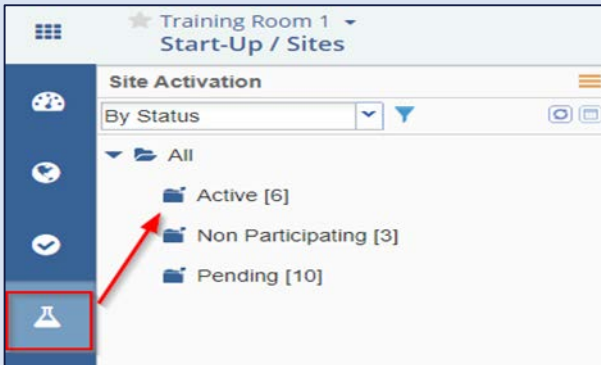 Training Room 1
Start-Up / Sites
Site Activation
By Status
All
Active [6]
Non Participating [3]
Pending [10]